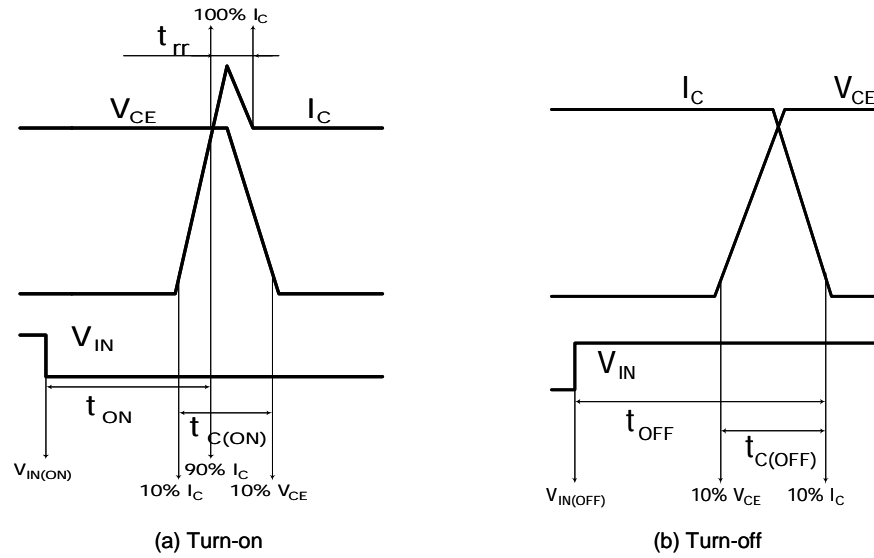 100% I_C
t_rr
V_CE
I_C
V_IN
t_ON
t_C(ON)
V_IN(ON)
90% I_C
10% I_C
10% V_CE
(a) Turn-on
I_C
V_CE
V_IN
t_OFF
t_C(OFF)
V_IN(OFF)
10% V_CE
10% I_C
(b) Turn-off